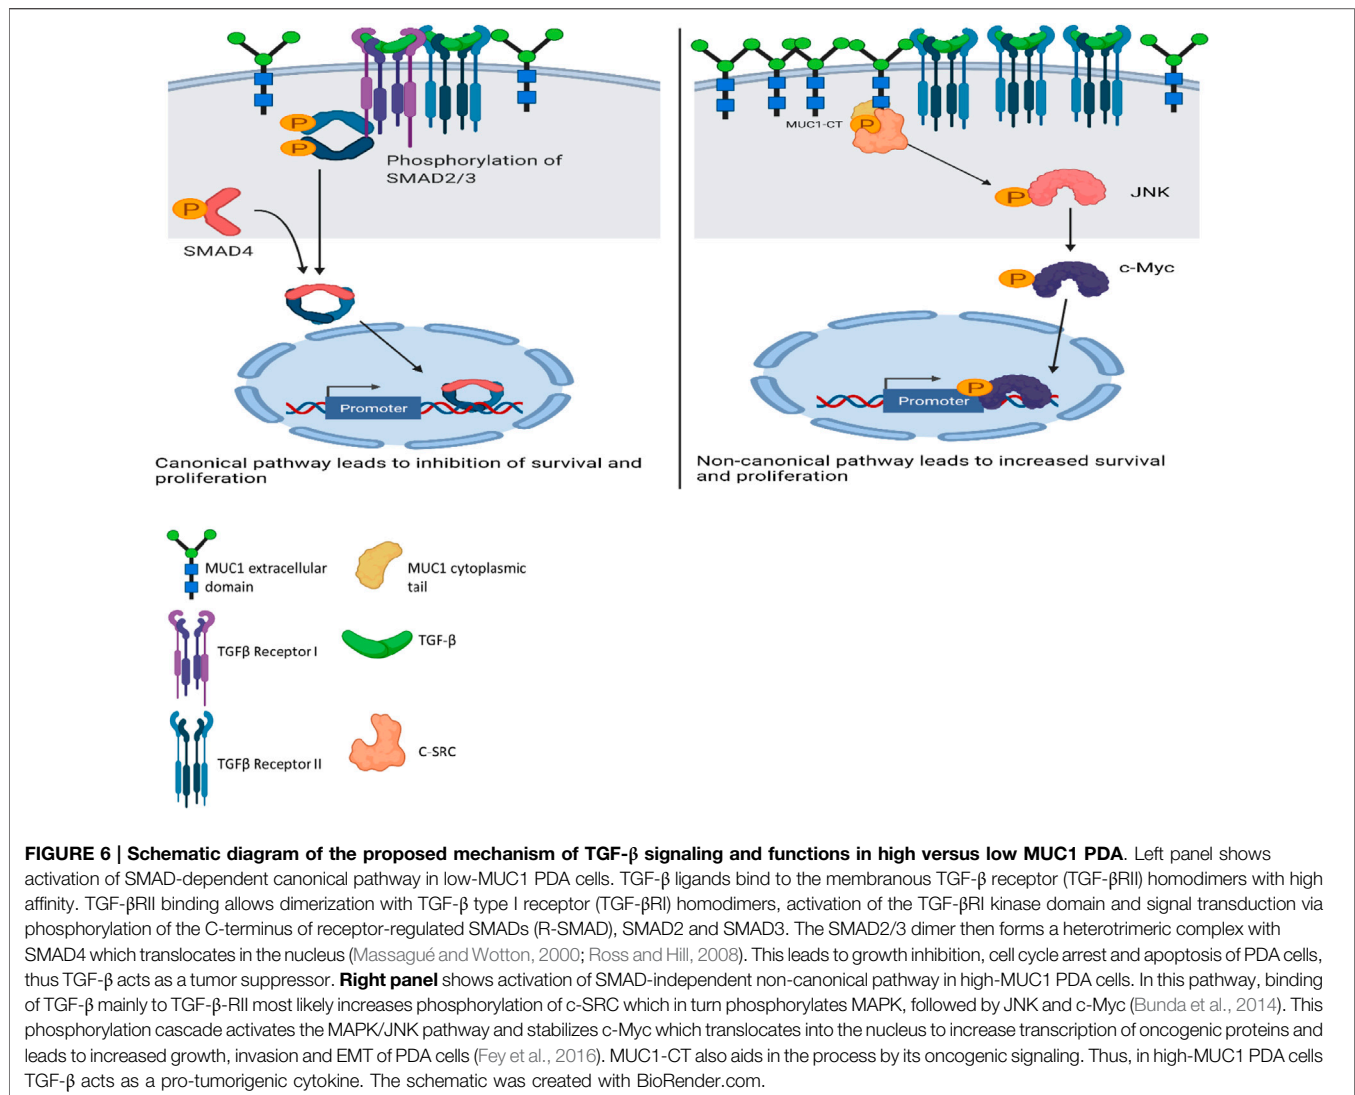 P
P
Phosphorylation of
SMAD2/3
P
SMAD4
Promoter
Canonical pathway leads to inhibition of survival and
proliferation
MUC1-CT
P
P
JNK
P
c-Myc
P
Promoter
Non-canonical pathway leads to increased survival
and proliferation
MUC1 extracellular
domain
MUC1 cytoplasmic
tail
TGFβ Receptor I
TGF-β
TGFβ Receptor II
C-SRC
FIGURE 6 | Schematic diagram of the proposed mechanism of TGF-β signaling and functions in high versus low MUC1 PDA. Left panel shows
activation of SMAD-dependent canonical pathway in low-MUC1 PDA cells. TGF-β ligands bind to the membranous TGF-β receptor (TGF-βRII) homodimers with high
affinity. TGF-βRII binding allows dimerization with TGF-β type I receptor (TGF-βRI) homodimers, activation of the TGF-βRI kinase domain and signal transduction via
phosphorylation of the C-terminus of receptor-regulated SMADs (R-SMAD), SMAD2 and SMAD3. The SMAD2/3 dimer then forms a heterotrimeric complex with
SMAD4 which translocates in the nucleus (Massagué and Wotton, 2000; Ross and Hill, 2008). This leads to growth inhibition, cell cycle arrest and apoptosis of PDA cells,
thus TGF-β acts as a tumor suppressor. Right panel shows activation of SMAD-independent non-canonical pathway in high-MUC1 PDA cells. In this pathway, binding
of TGF-β mainly to TGF-β-RII most likely increases phosphorylation of c-SRC which in turn phosphorylates MAPK, followed by JNK and c-Myc (Bunda et al., 2014). This
phosphorylation cascade activates the MAPK/JNK pathway and stabilizes c-Myc which translocates into the nucleus to increase transcription of oncogenic proteins and
leads to increased growth, invasion and EMT of PDA cells (Fey et al., 2016). MUC1-CT also aids in the process by its oncogenic signaling. Thus, in high-MUC1 PDA cells
TGF-β acts as a pro-tumorigenic cytokine. The schematic was created with BioRender.com.